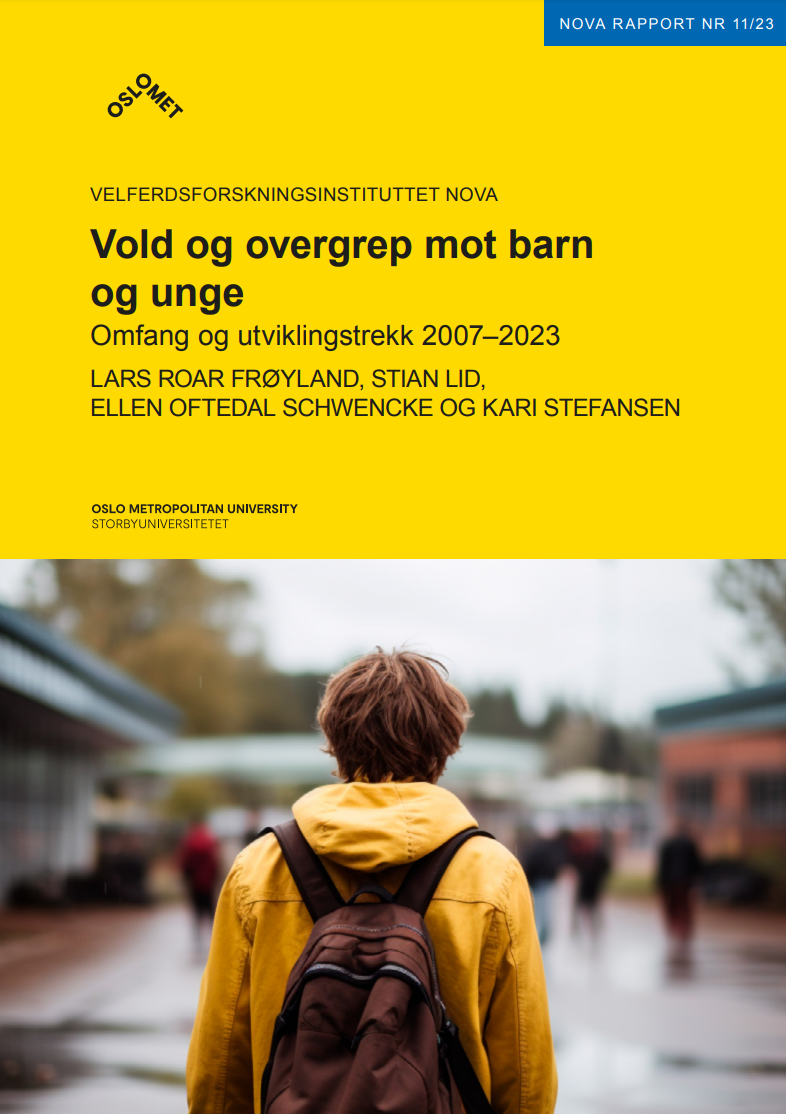 NOVA RAPPORT NR 11/23
OSLOMET
VELFERDSFORSKNINGSINSTITUTTET NOVA
Vold og overgrep mot barn
og unge
Omfang og utviklingstrekk 2007–2023
LARS ROAR FRØYLAND, STIAN LID,
ELLEN OFTEDAL SCHWENCKE OG KARI STEFANSEN
OSLO METROPOLITAN UNIVERSITY
STORBYUNIVERSITETET